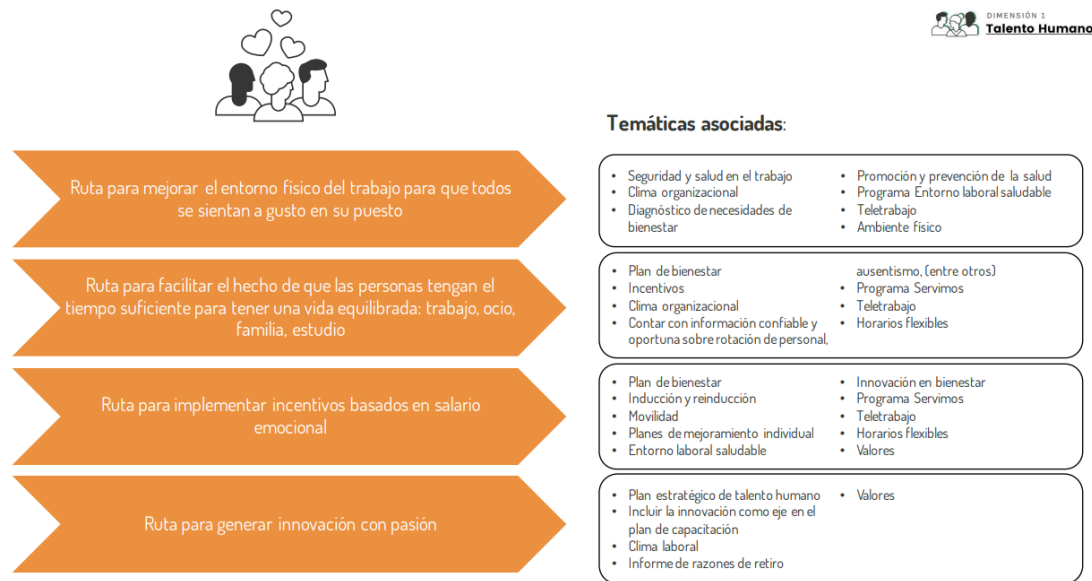 DIMENSIÓN 1
Talento Humano
Temáticas asociadas:
Ruta para mejorar el entorno físico del trabajo para que todos
se sientan a gusto en su puesto
• Seguridad y salud en el trabajo
• Clima organizacional
• Diagnóstico de necesidades de
bienestar
• Promoción y prevención de la salud
• Programa Entorno laboral saludable
• Teletrabajo
• Ambiente físico
Ruta para facilitar el hecho de que las personas tengan el
tiempo suficiente para tener una vida equilibrada: trabajo, ocio,
familia, estudio
• Plan de bienestar
• Incentivos
• Clima organizacional
• Contar con información confiable y
oportuna sobre rotación de personal,
ausentismo, (entre otros)
• Programa Servimos
• Teletrabajo
• Horarios flexibles
Ruta para implementar incentivos basados en salario
emocional
• Plan de bienestar
• Inducción y reinducción
• Movilidad
• Planes de mejoramiento individual
• Entorno laboral saludable
• Innovación en bienestar
• Programa Servimos
• Teletrabajo
• Horarios flexibles
• Valores
Ruta para generar innovación con pasión
• Plan estratégico de talento humano
• Incluir la innovación como eje en el
plan de capacitación
• Clima laboral
• Informe de razones de retiro
• Valores